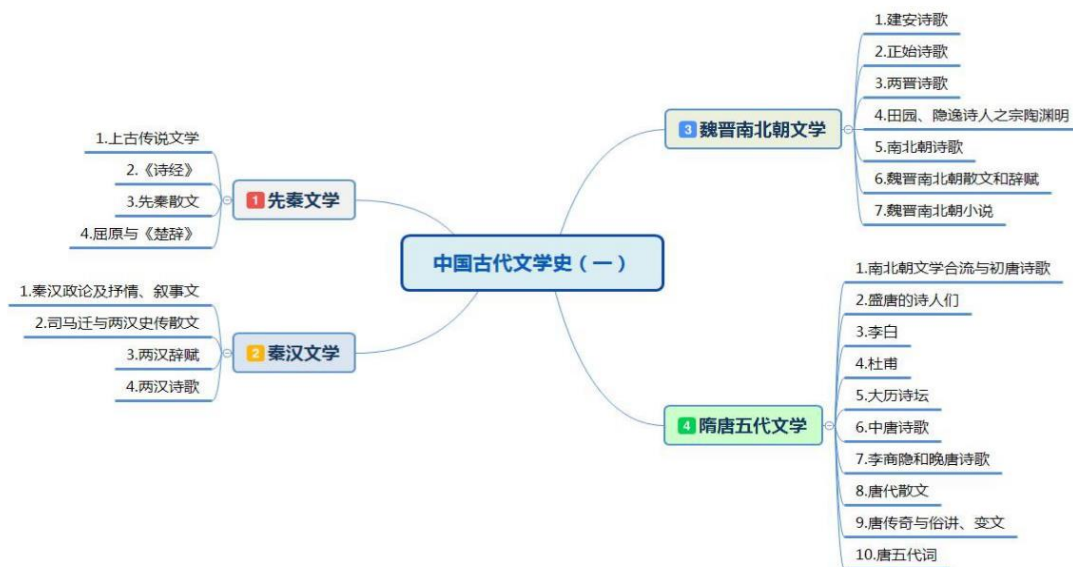 中国古代文学史（一）
1 先秦文学
1.上古传说文学
2.《诗经》
3.先秦散文
4.屈原与《楚辞》
2 秦汉文学
1.秦汉政论及抒情、叙事文
2.司马迁与两汉史传散文
3.两汉辞赋
4.两汉诗歌
3 魏晋南北朝文学
1.建安诗歌
2.正始诗歌
3.两晋诗歌
4.田园、隐逸诗人之宗陶渊明
5.南北朝诗歌
6.魏晋南北朝散文和辞赋
7.魏晋南北朝小说
4 隋唐五代文学
1.南北朝文学合流与初唐诗歌
2.盛唐的诗人们
3.李白
4.杜甫
5.大历诗坛
6.中唐诗歌
7.李商隐和晚唐诗歌
8.唐代散文
9.唐传奇与俗讲、变文
10.唐五代词